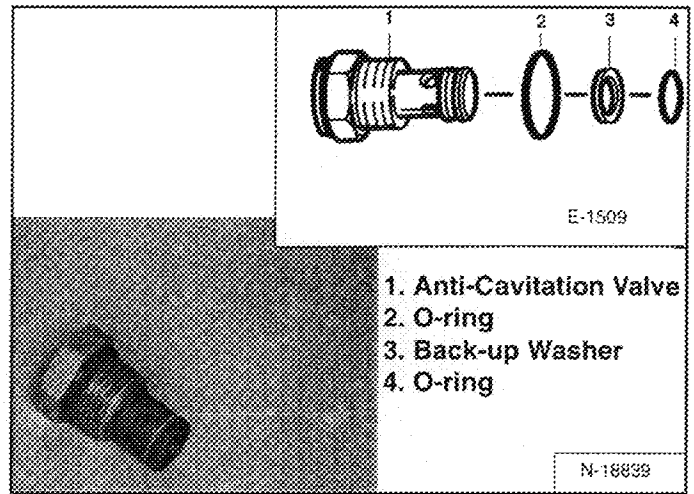 1 2 3 4
E-1509
1. Anti-Cavitation Valve
2. O-ring
3. Back-up Washer
4. O-ring
N-18839